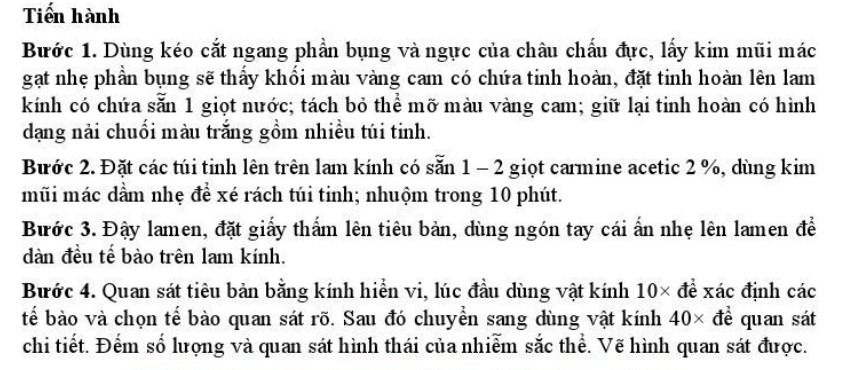 Tiến hành
Bước 1. Dùng kéo cắt ngang phần bụng và ngực của châu chấu đực, lấy kim mũi mác
gạt nhẹ phần bụng sẽ thấy khối màu vàng cam có chứa tinh hoàn, đặt tinh hoàn lên lam
kính có chứa sẵn 1 giọt nước; tách bỏ thể mỡ màu vàng cam; giữ lại tinh hoàn có hình
dạng nải chuối màu trắng gồm nhiều túi tinh.
Bước 2. Đặt các túi tinh lên trên lam kính có sẵn 1 – 2 giọt carmine acetic 2 %, dùng kim
mũi mác dầm nhẹ để xé rách túi tinh; nhuộm trong 10 phút.
Bước 3. Đậy lamen, đặt giấy thấm lên tiêu bản, dùng ngón tay cái ấn nhẹ lên lamen để
dàn đều tế bào trên lam kính.
Bước 4. Quan sát tiêu bản bằng kính hiển vi, lúc đầu dùng vật kính 10× để xác định các
tế bào và chọn tế bào quan sát rõ. Sau đó chuyển sang dùng vật kính 40× để quan sát
chi tiết. Đếm số lượng và quan sát hình thái của nhiễm sắc thể. Vẽ hình quan sát được.